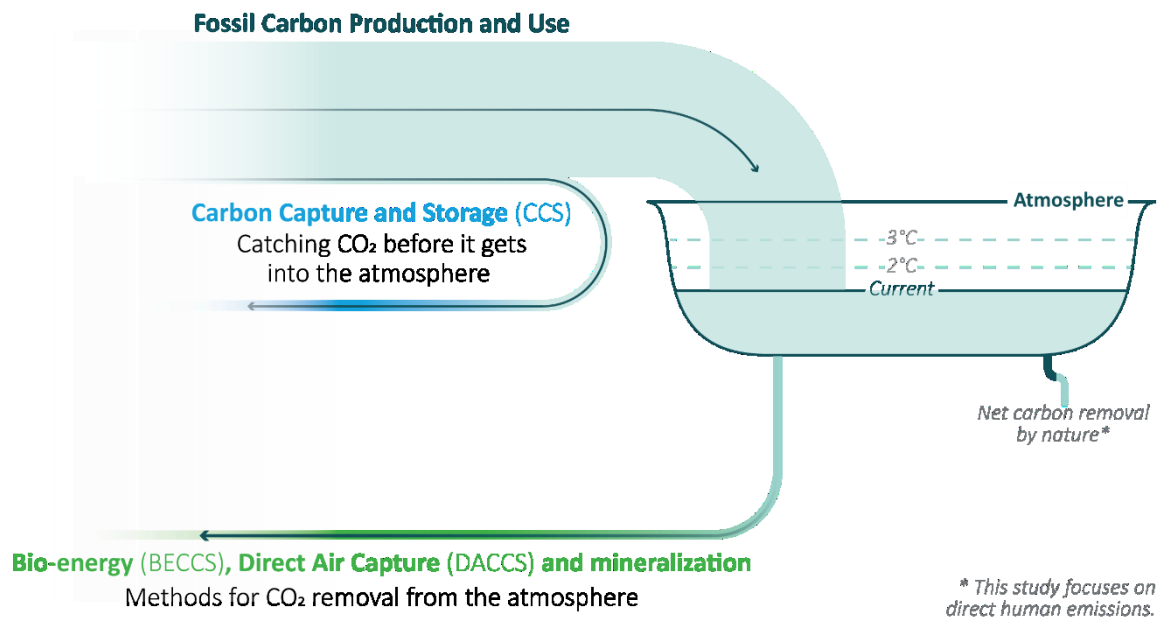 Fossil Carbon Production and Use
Carbon Capture and Storage (CCS)
Catching CO₂ before it gets
into the atmosphere
Atmosphere
3°C
2°C
Current
Net carbon removal
by nature*
Bio-energy (BECCS), Direct Air Capture (DACCS) and mineralization
Methods for CO₂ removal from the atmosphere
* This study focuses on
direct human emissions.